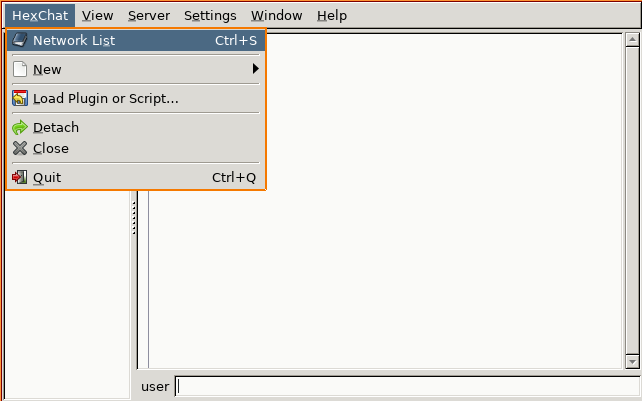 HexChat View Server Settings Window Help
Network List Ctrl+S
New
Load Plugin or Script...
Detach
Close
Quit Ctrl+Q
user